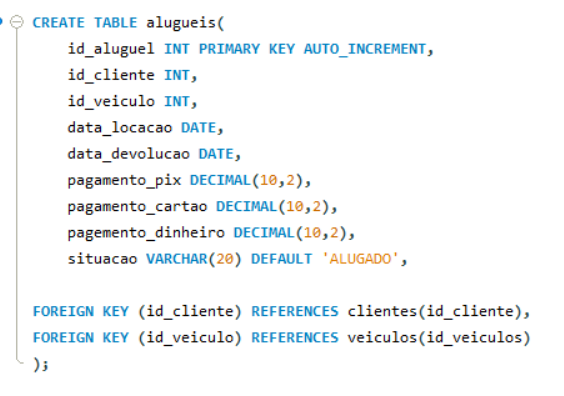 CREATE TABLE alugueis(
id_aluguel INT PRIMARY KEY AUTO_INCREMENT,
id_cliente INT,
id_veiculo INT,
data_locacao DATE,
data_devolucao DATE,
pagamento_pix DECIMAL(10,2),
pagamento_cartao DECIMAL(10,2),
pagemento_dinheiro DECIMAL(10,2),
situacao VARCHAR(20) DEFAULT 'ALUGADO',
FOREIGN KEY (id_cliente) REFERENCES clientes(id_cliente),
FOREIGN KEY (id_veiculo) REFERENCES veiculos(id_veiculos)
);